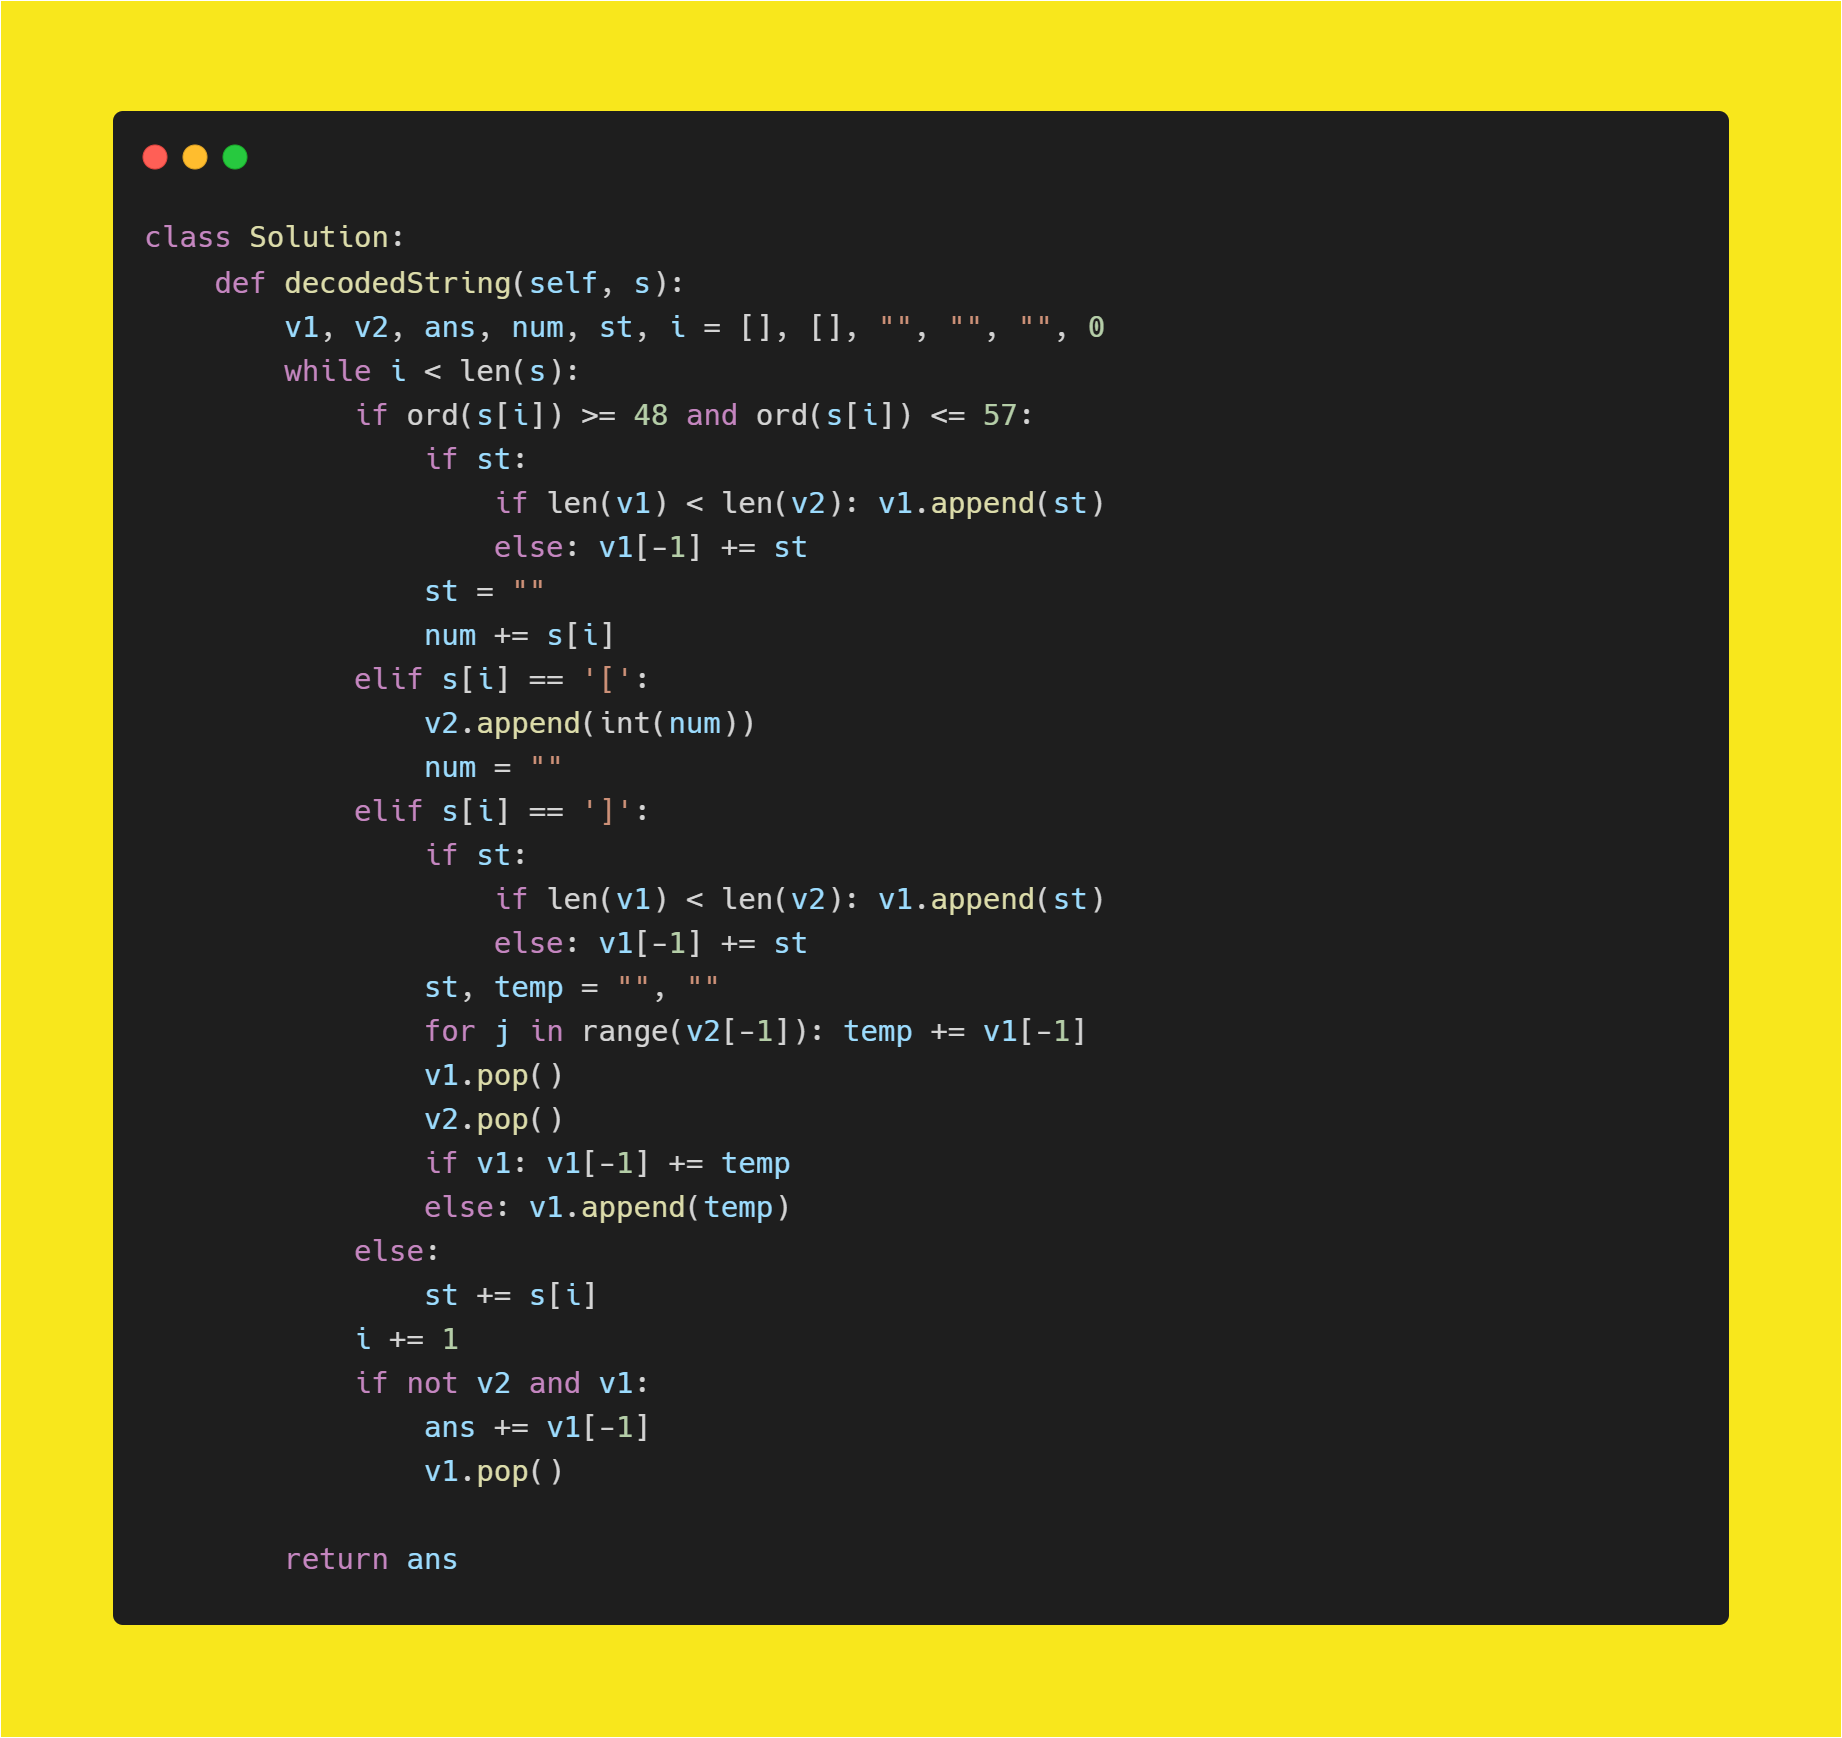 class Solution:
    def decodedString(self, s):
        v1, v2, ans, num, st, i = [], [], "", "", "", 0
        while i < len(s):
            if ord(s[i]) >= 48 and ord(s[i]) <= 57:
                if st:
                    if len(v1) < len(v2): v1.append(st)
                    else: v1[-1] += st
                st = ""
                num += s[i]
            elif s[i] == '[':
                v2.append(int(num))
                num = ""
            elif s[i] == ']':
                if st:
                    if len(v1) < len(v2): v1.append(st)
                    else: v1[-1] += st
                st, temp = "", ""
                for j in range(v2[-1]): temp += v1[-1]
                v1.pop()
                v2.pop()
                if v1: v1[-1] += temp
                else: v1.append(temp)
            else:
                st += s[i]
            i += 1
            if not v2 and v1:
                ans += v1[-1]
                v1.pop()

        return ans